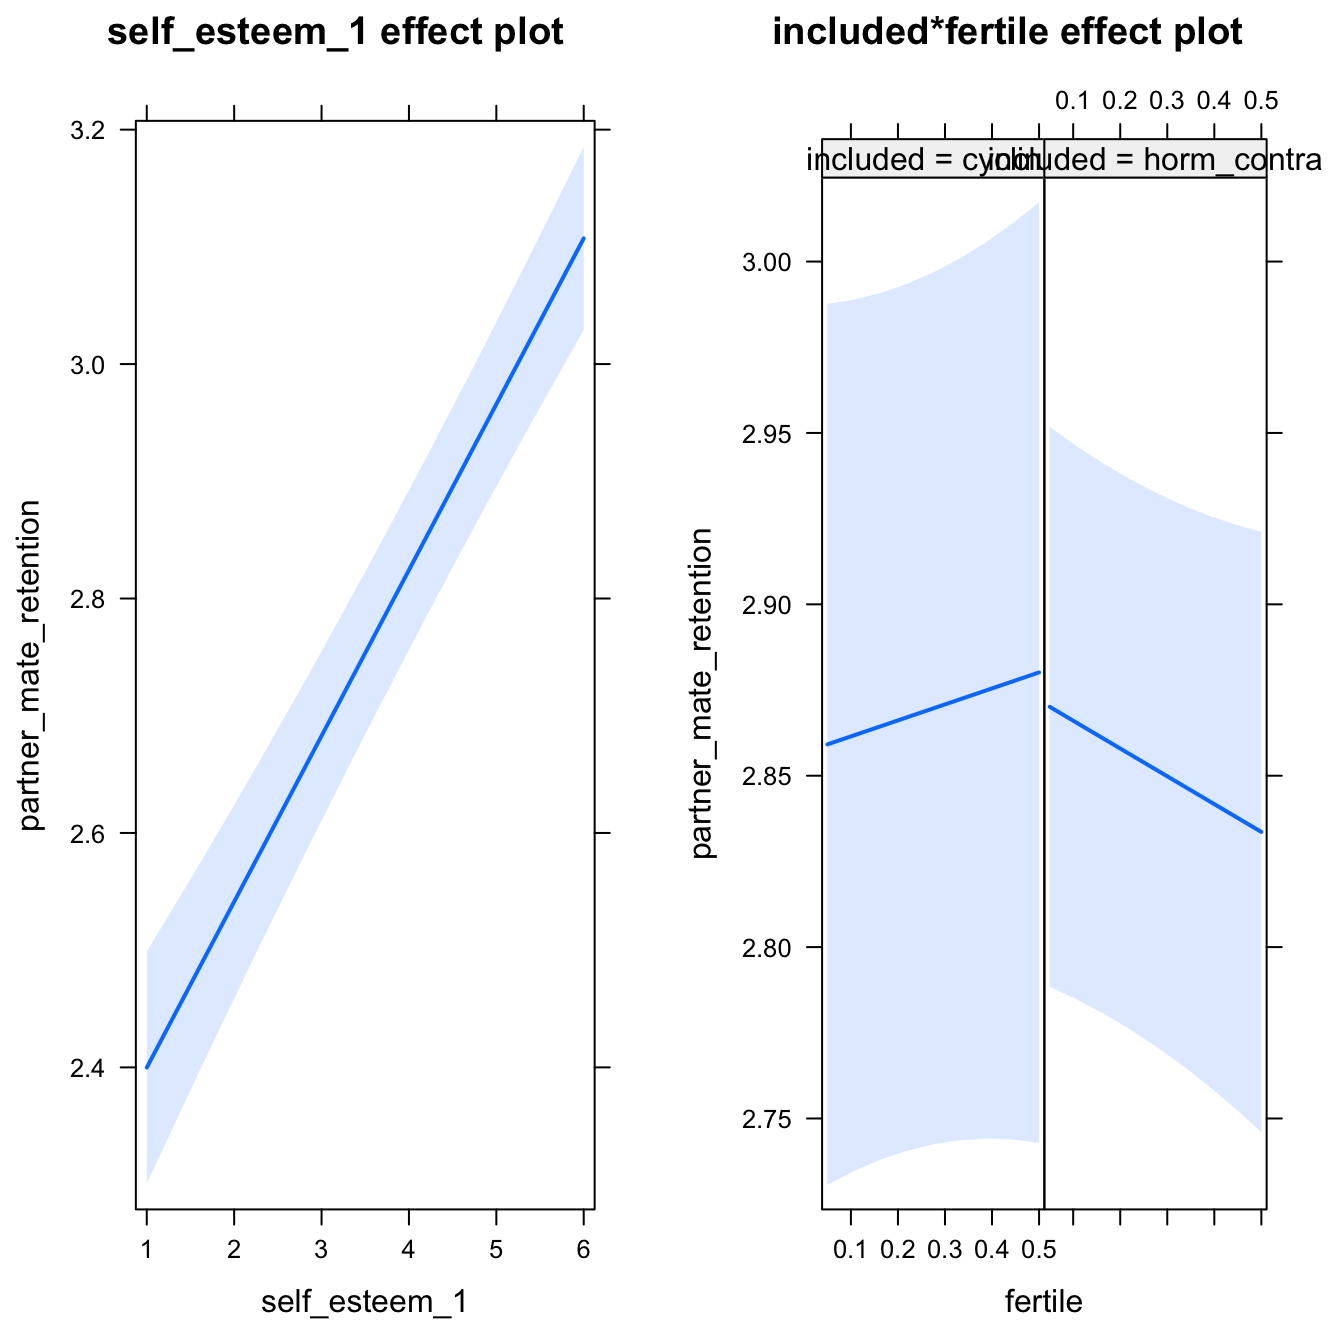 self_esteem_1 effect plot
3.2
3.0
2.8
2.6
2.4
partner_mate_retention
1 2 3 4 5 6
self_esteem_1
included*fertile effect plot
0.1 0.2 0.3 0.4 0.5
included =
included = horm_contra
3.00
2.95
2.90
2.85
2.80
2.75
partner_mate_retention
0.1 0.2 0.3 0.4 0.5
fertile